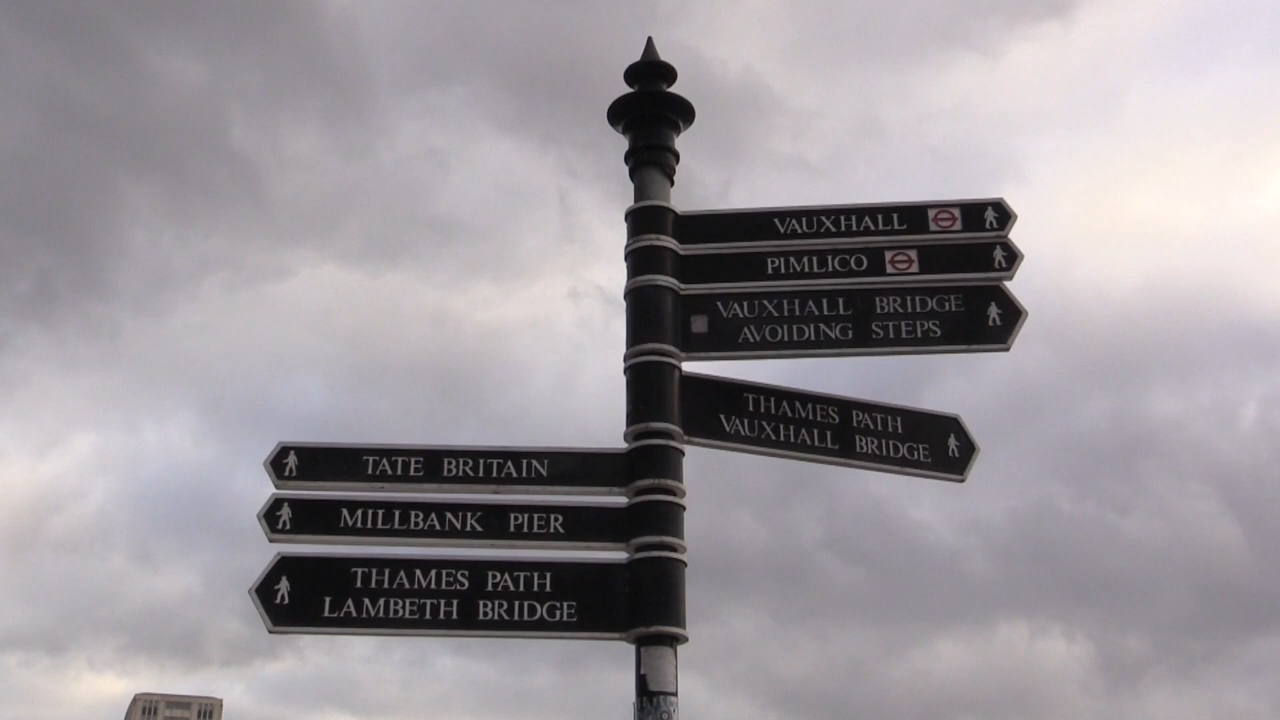 VAUXHALL
PIMLICO
VAUXHALL BRIDGE
AVOIDING STEPS
THAMES PATH
VAUXHALL BRIDGE
TATE BRITAIN
MILLBANK PIER
THAMES PATH
LAMBETH BRIDGE